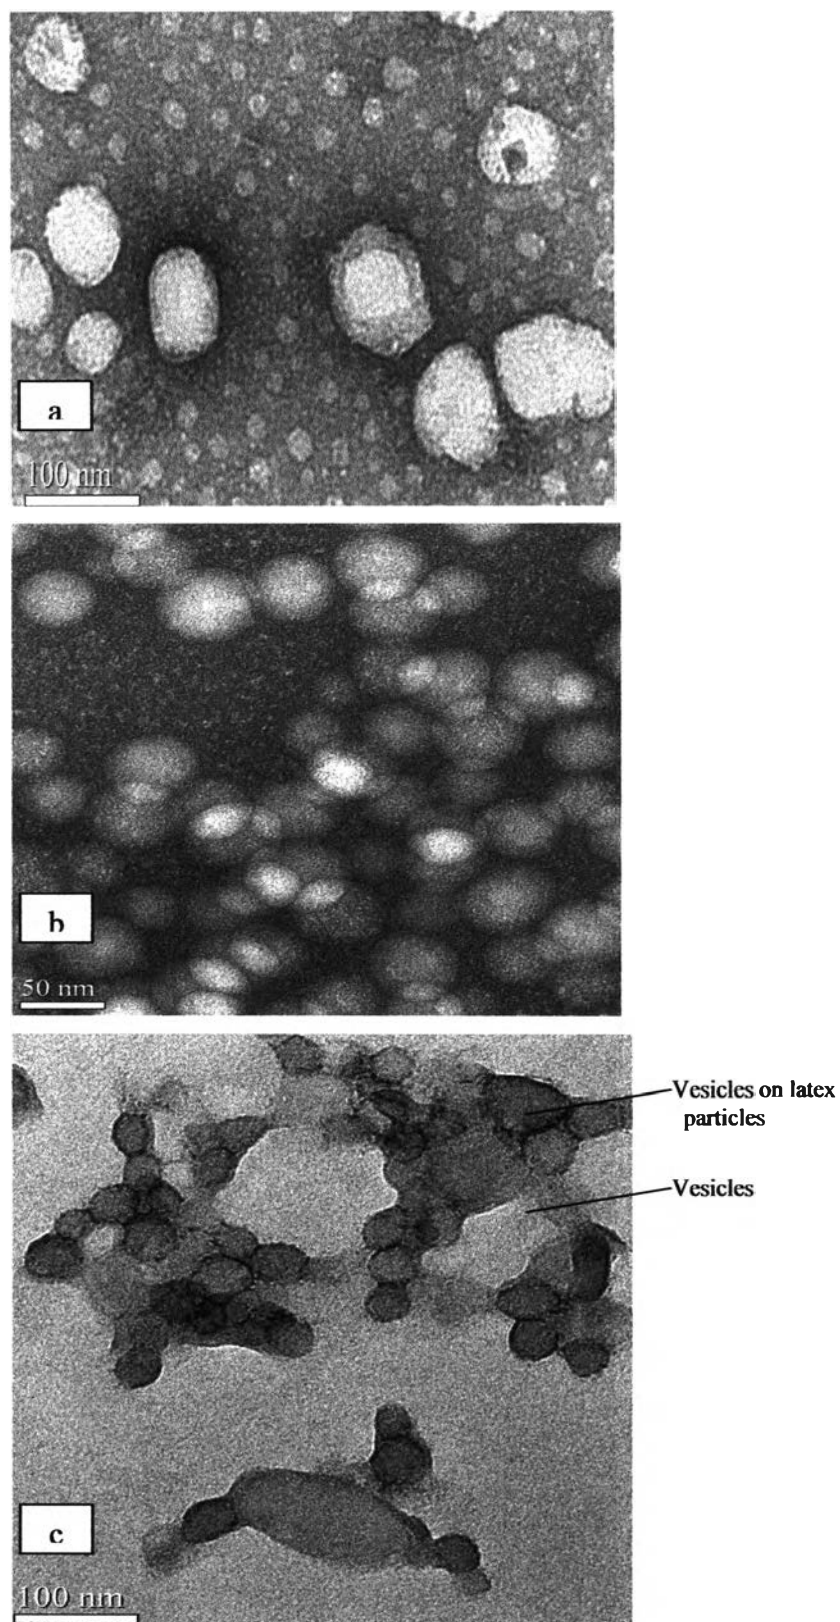 a
100 nm
b
50 nm
Vesicles on latex
particles
Vesicles
c
100 nm